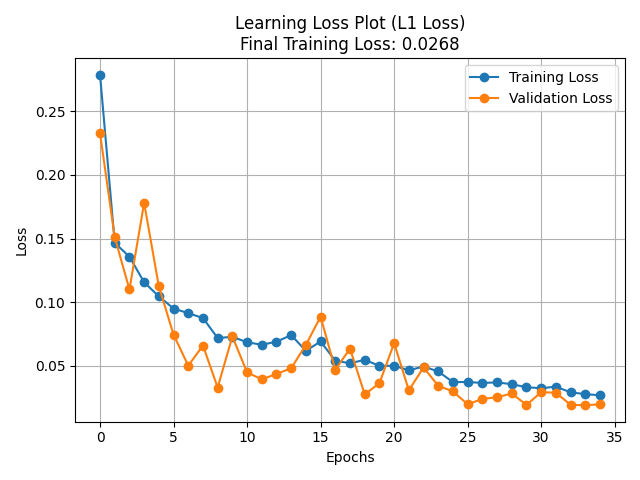 Learning Loss Plot (L1 Loss)
Final Training Loss: 0.0268
Training Loss
Validation Loss
0.25
0.20
0.15
0.10
0.05
Loss
0 5 10 15 20 25 30 35
Epochs